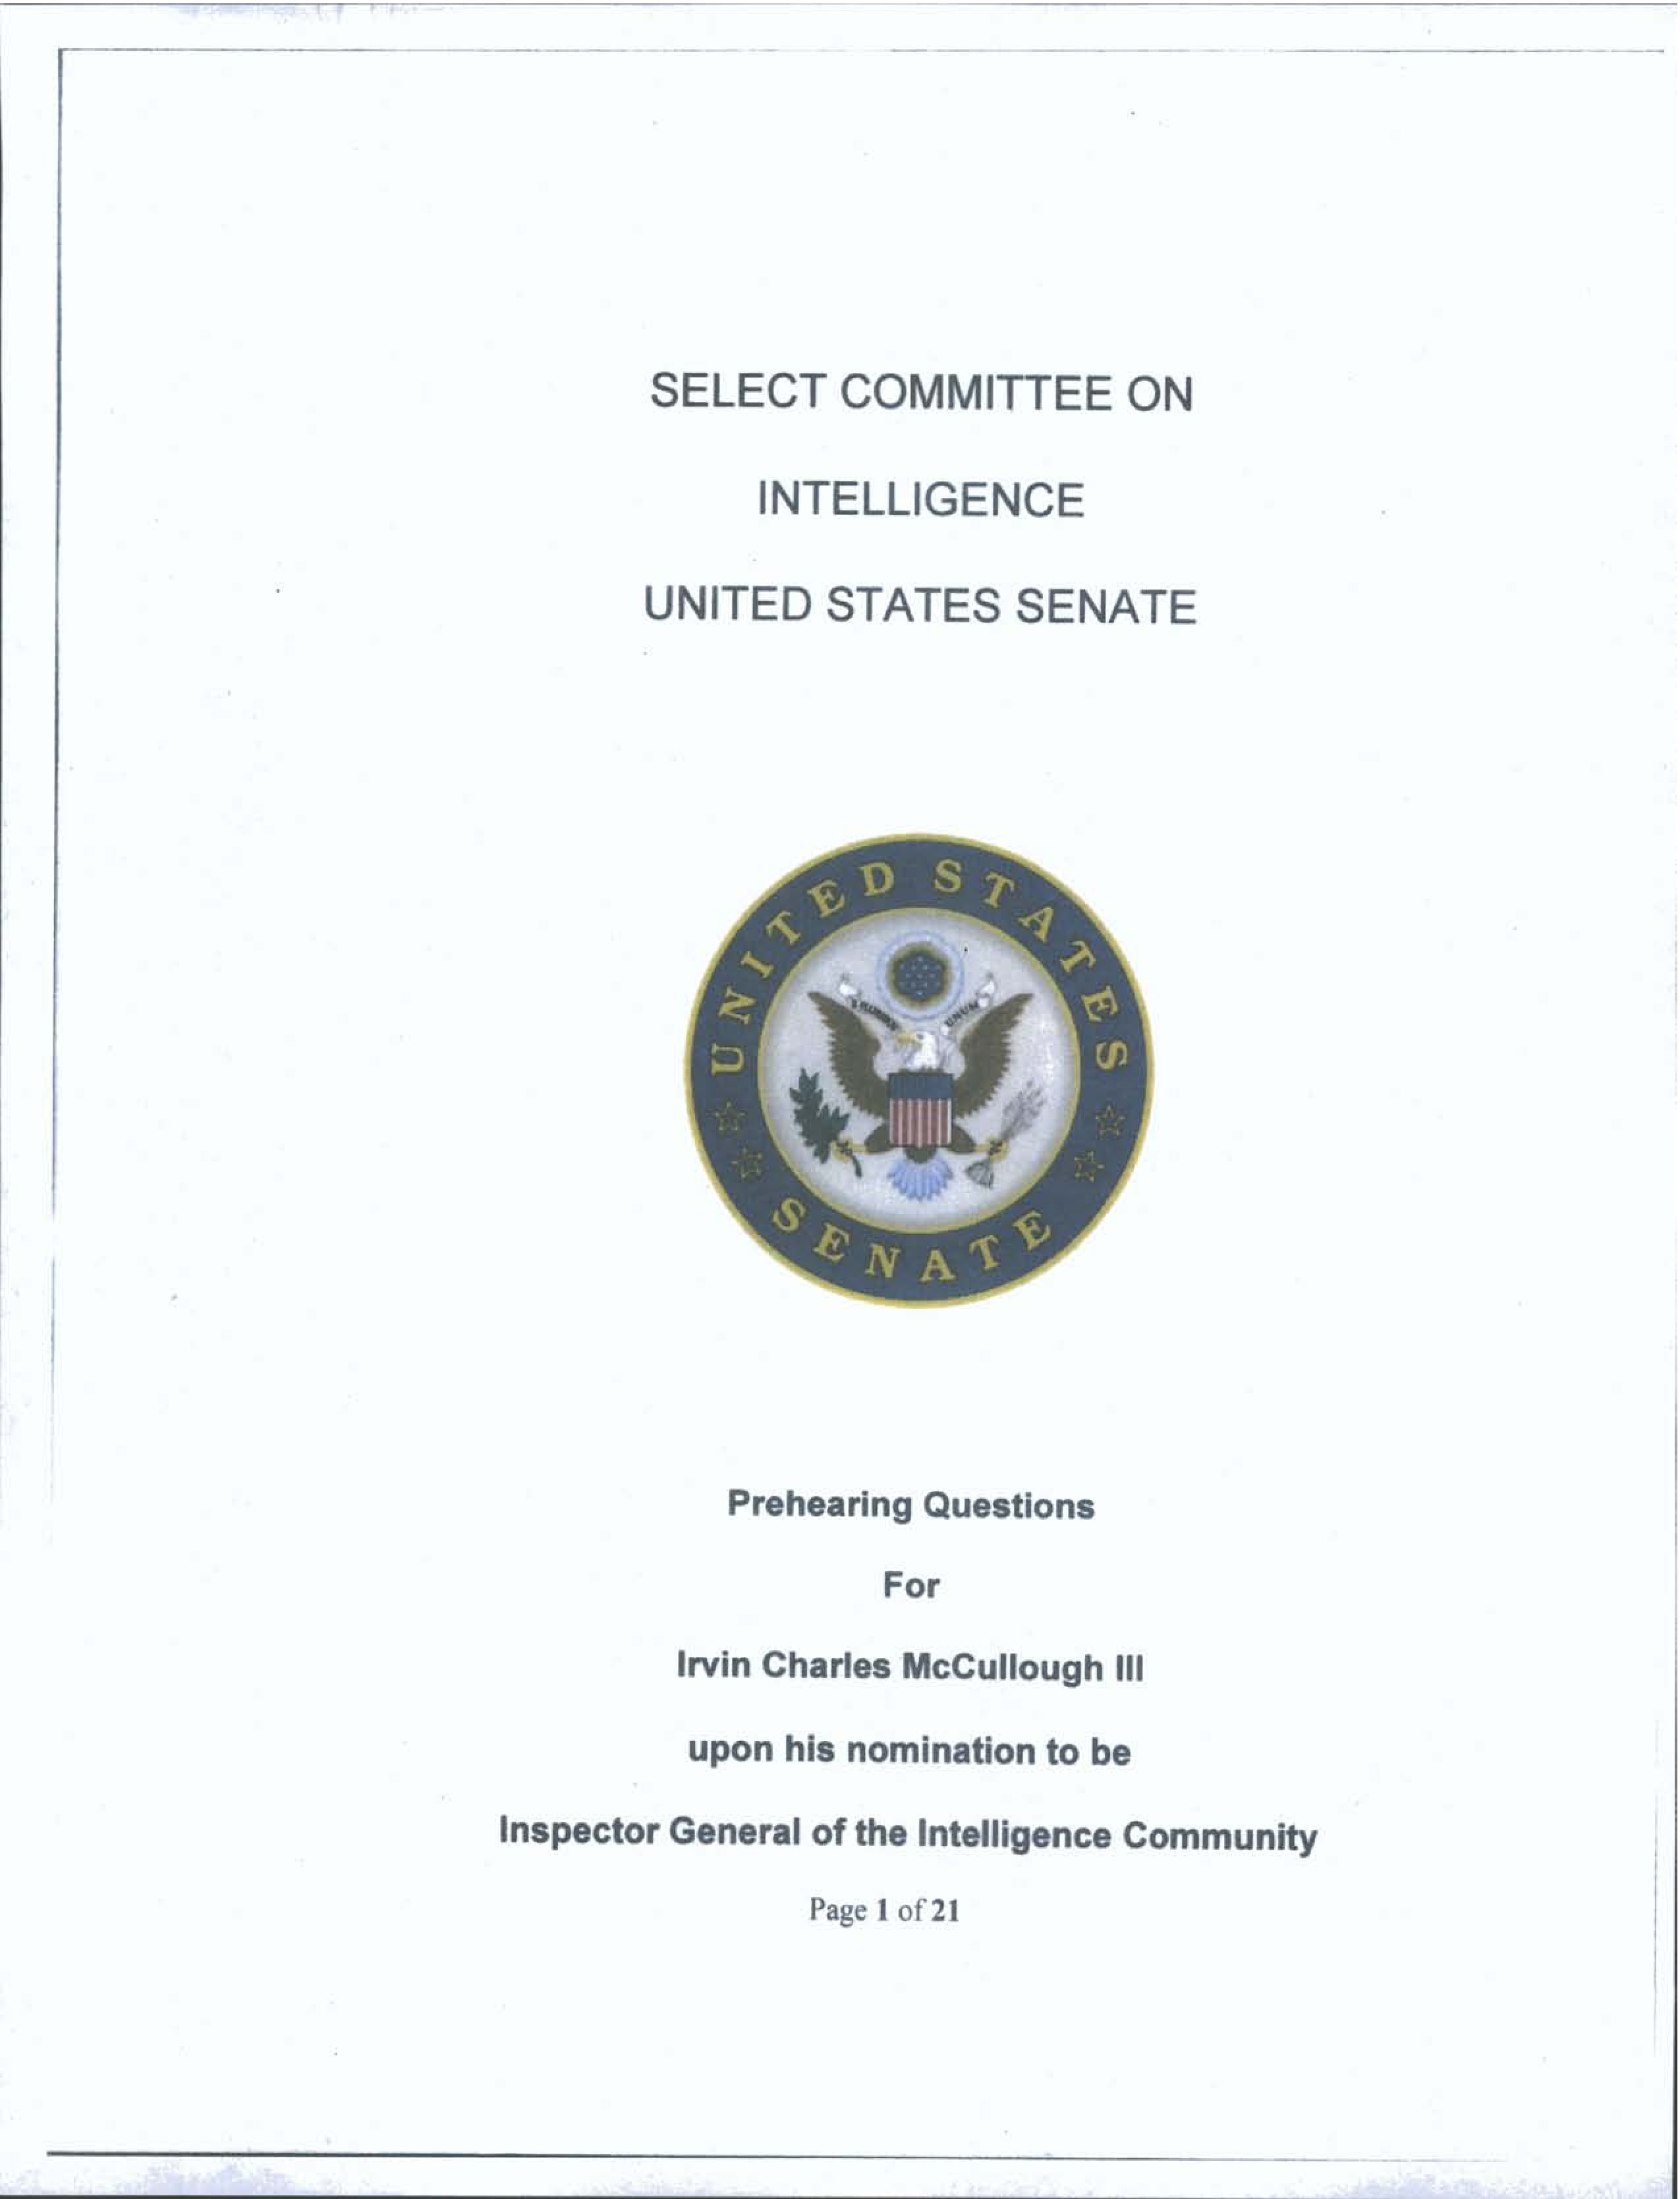 SELECT COMMITTEE ON
INTELLIGENCE
UNITED STATES SENATE
UNITED STATES
SENATE
UNUM
Prehearing Questions
For
Irvin Charles McCullough III
upon his nomination to be
Inspector General of the Intelligence Community
Page 1 of 21